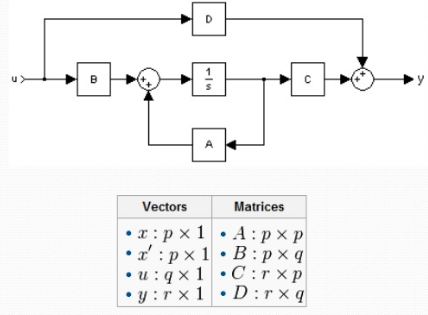 D
u B + + 1/s C + + y
A
Vectors Matrices
• x : p × 1 • A : p × p
• x′ : p × 1 • B : p × q
• u : q × 1 • C : r × p
• y : r × 1 • D : r × q